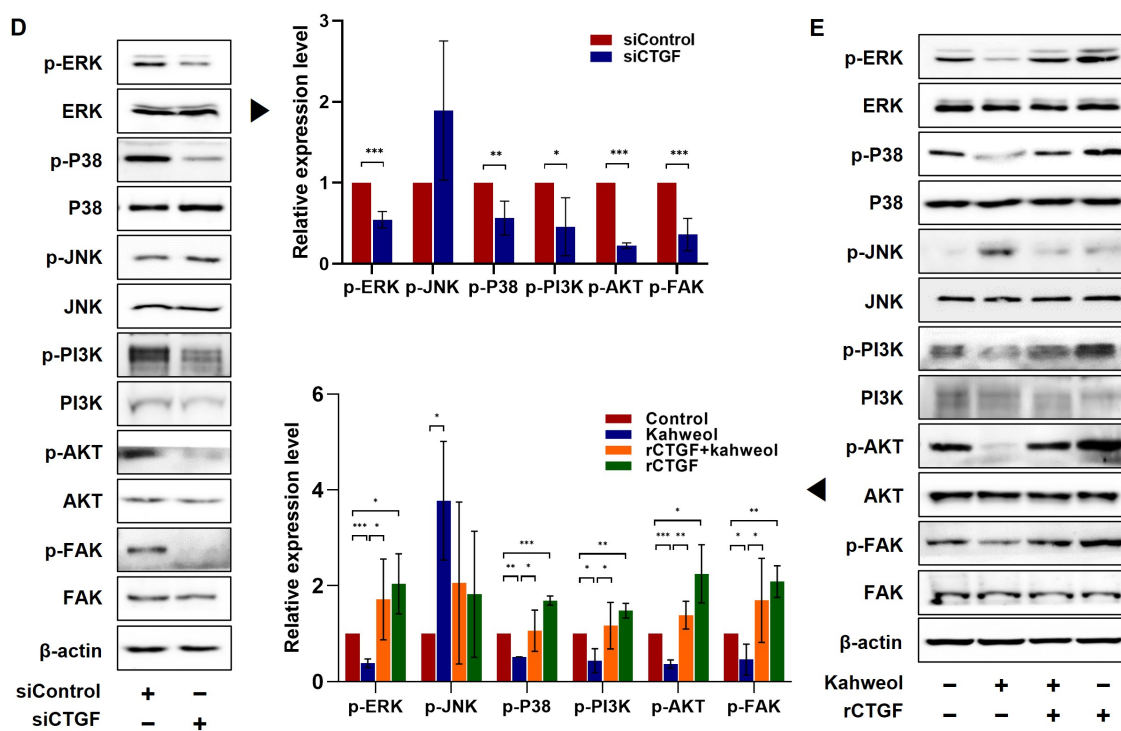 D
p-ERK
ERK
p-P38
P38
p-JNK
JNK
p-PI3K
PI3K
p-AKT
AKT
p-FAK
FAK
β-actin
siControl + −
siCTGF − +
Relative expression level
3
2
1
0
siControl
siCTGF
***
**
*
***
***
p-ERK p-JNK p-P38 p-PI3K p-AKT p-FAK
Relative expression level
6
4
2
0
Control
Kahweol
rCTGF+kahweol
rCTGF
*
*** *
*
***
** *
**
* *
*
*** **
**
* *
p-ERK p-JNK p-P38 p-PI3K p-AKT p-FAK
E
p-ERK
ERK
p-P38
P38
p-JNK
JNK
p-PI3K
PI3K
p-AKT
AKT
p-FAK
FAK
β-actin
Kahweol − + + −
rCTGF − − + +